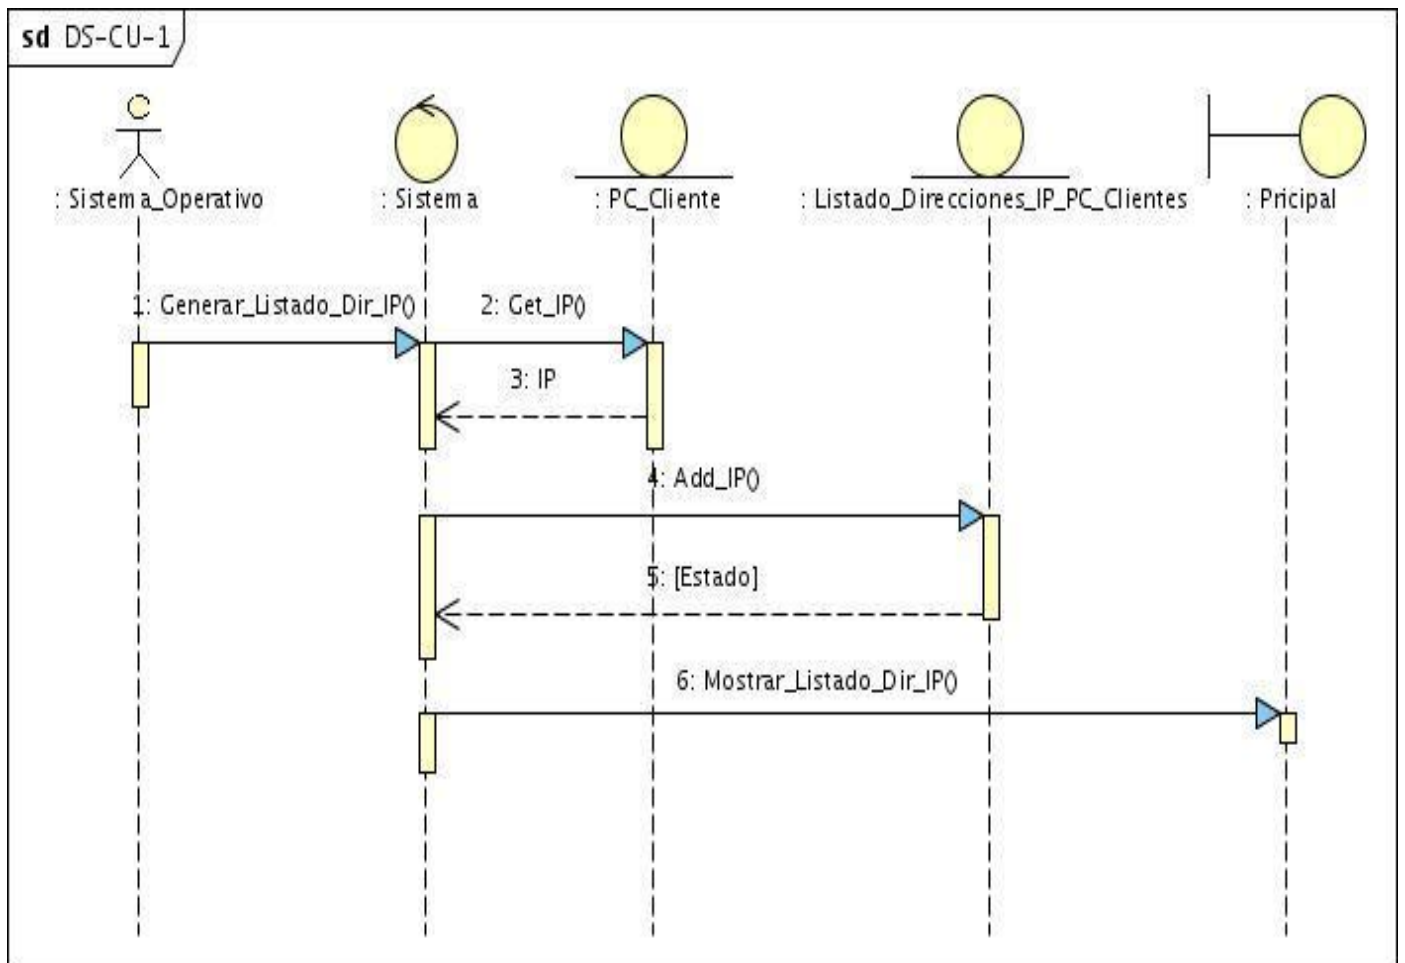 sd DS-CU-1
: Sistema_Operativo
: Sistema
: PC_Cliente
: Listado_Direcciones_IP_PC_Clientes
: Pricipal
1: Generar_Listado_Dir_IP()
2: Get_IP()
3: IP
4: Add_IP()
5: [Estado]
6: Mostrar_Listado_Dir_IP()